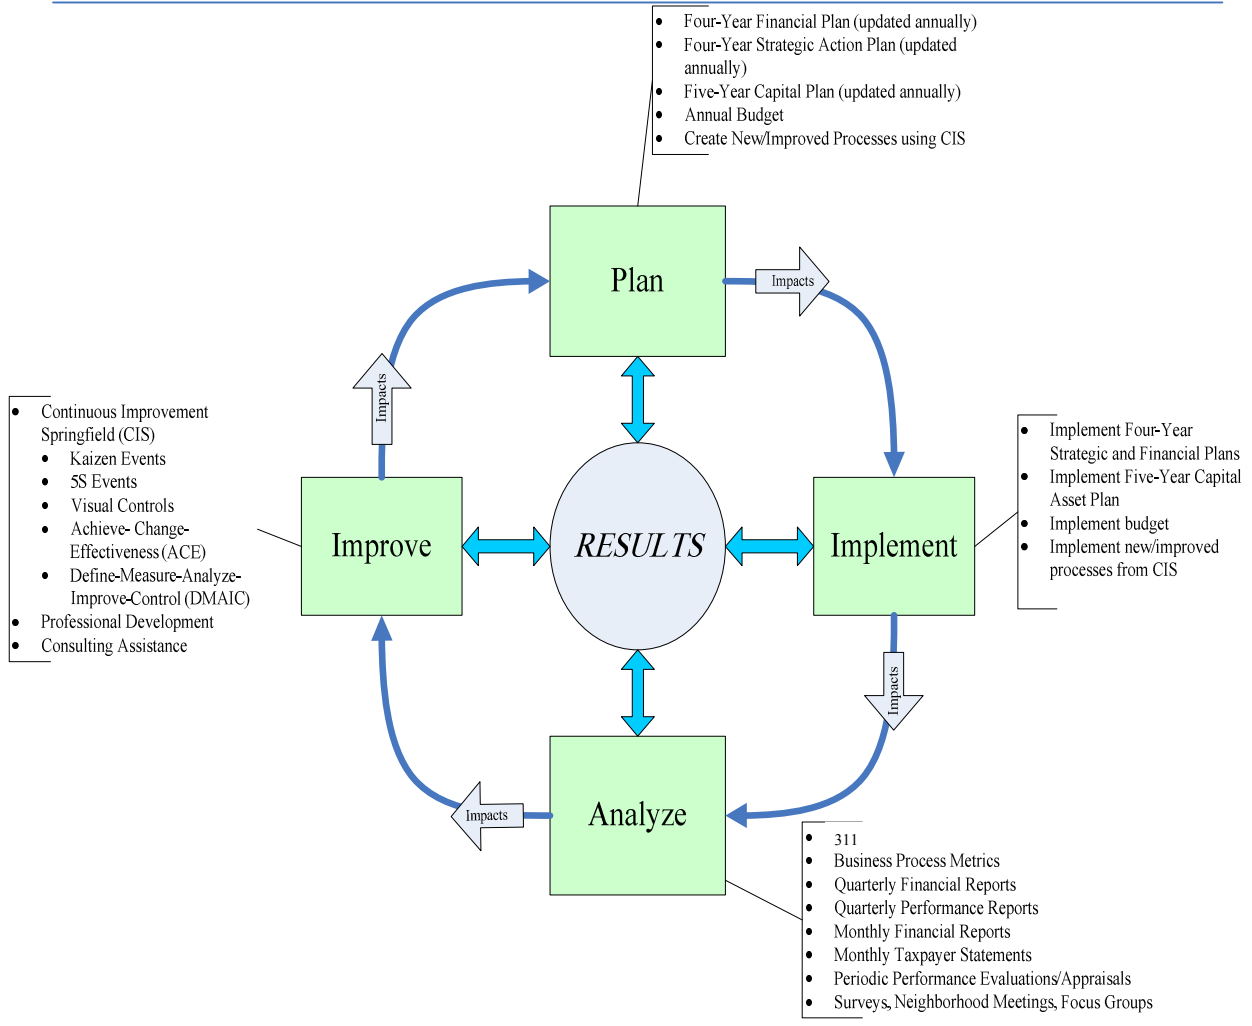 Four-Year Financial Plan (updated annually)
Four-Year Strategic Action Plan (updated
annually)
Five-Year Capital Plan (updated annually)
Annual Budget
Create New/Improved Processes using CIS
Plan
Impacts
Impacts
Continuous Improvement
Springfield (CIS)
Kaizen Events
5S Events
Visual Controls
Achieve- Change-
Effectiveness (ACE)
Define-Measure-Analyze-
Improve-Control (DMAIC)
Professional Development
Consulting Assistance
Improve
RESULTS
Implement
Implement Four-Year
Strategic and Financial Plans
Implement Five-Year Capital
Asset Plan
Implement budget
Implement new/improved
processes from CIS
Impacts
Impacts
Analyze
311
Business Process Metrics
Quarterly Financial Reports
Quarterly Performance Reports
Monthly Financial Reports
Monthly Taxpayer Statements
Periodic Performance Evaluations/Appraisals
Surveys, Neighborhood Meetings, Focus Groups